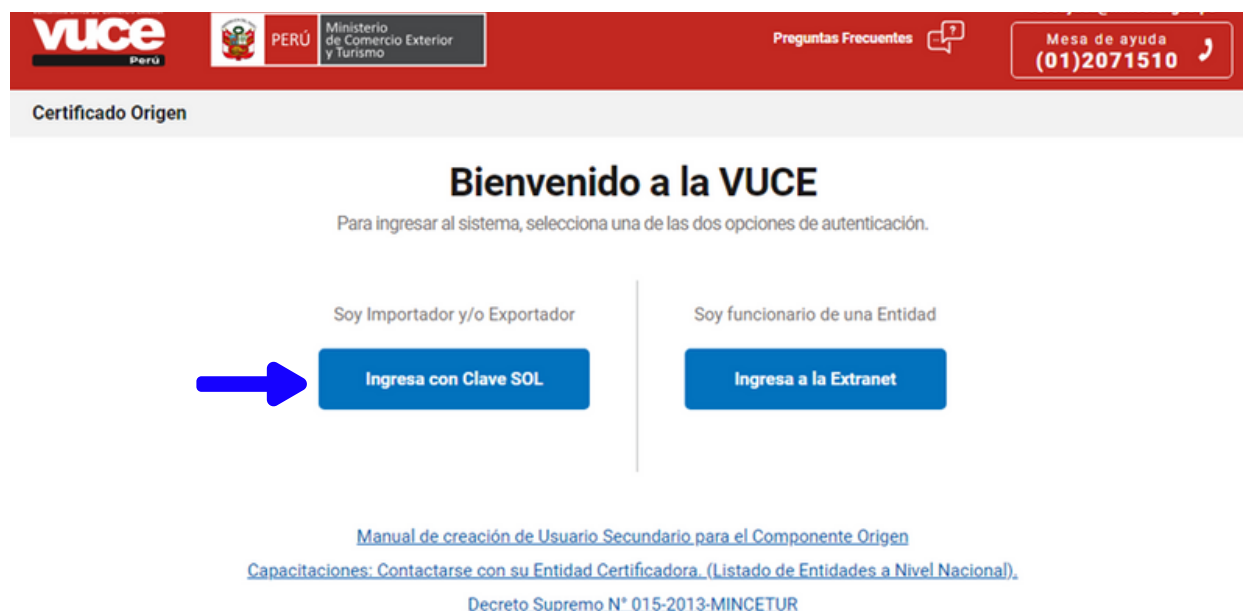 vuce
Perú
PERÚ
Ministerio
de Comercio Exterior
y Turismo
Preguntas Frecuentes
Mesa de ayuda
(01)2071510
Certificado Origen
Bienvenido a la VUCE
Para ingresar al sistema, selecciona una de las dos opciones de autenticación.
Soy Importador y/o Exportador
Soy funcionario de una Entidad
Ingresa con Clave SOL
Ingresa a la Extranet
Manual de creación de Usuario Secundario para el Componente Origen
Capacitaciones: Contactarse con su Entidad Certificadora. (Listado de Entidades a Nivel Nacional).
Decreto Supremo N° 015-2013-MINCETUR